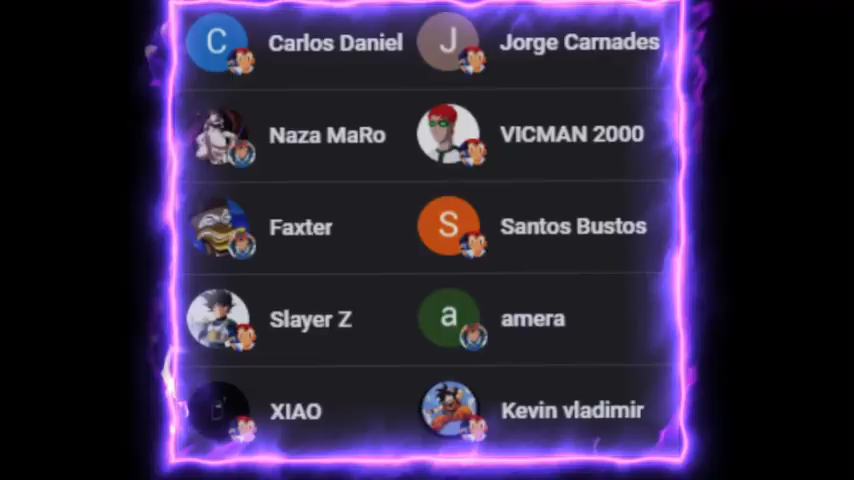 C Carlos Daniel J Jorge Carnades
Naza MaRo VICMAN 2000
Faxter S Santos Bustos
Slayer Z a amera
XIAO Kevin vladimir